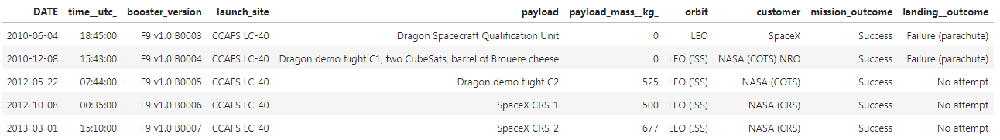 DATE time__utc_ booster_version launch_site payload payload_mass__kg_ orbit customer mission_outcome landing__outcome
2010-06-04 18:45:00 F9 v1.0 B0003 CCAFS LC-40 Dragon Spacecraft Qualification Unit 0 LEO SpaceX Success Failure (parachute)
2010-12-08 15:43:00 F9 v1.0 B0004 CCAFS LC-40 Dragon demo flight C1, two CubeSats, barrel of Brouere cheese 0 LEO (ISS) NASA (COTS) NRO Success Failure (parachute)
2012-05-22 07:44:00 F9 v1.0 B0005 CCAFS LC-40 Dragon demo flight C2 525 LEO (ISS) NASA (COTS) Success No attempt
2012-10-08 00:35:00 F9 v1.0 B0006 CCAFS LC-40 SpaceX CRS-1 500 LEO (ISS) NASA (CRS) Success No attempt
2013-03-01 15:10:00 F9 v1.0 B0007 CCAFS LC-40 SpaceX CRS-2 677 LEO (ISS) NASA (CRS) Success No attempt